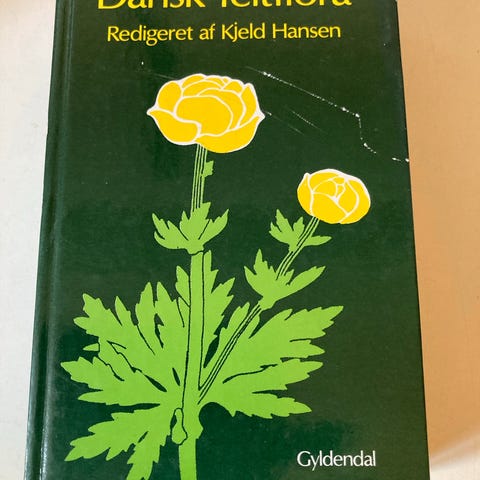 Dansk feltflora
Redigeret af Kjeld Hansen
Gyldendal